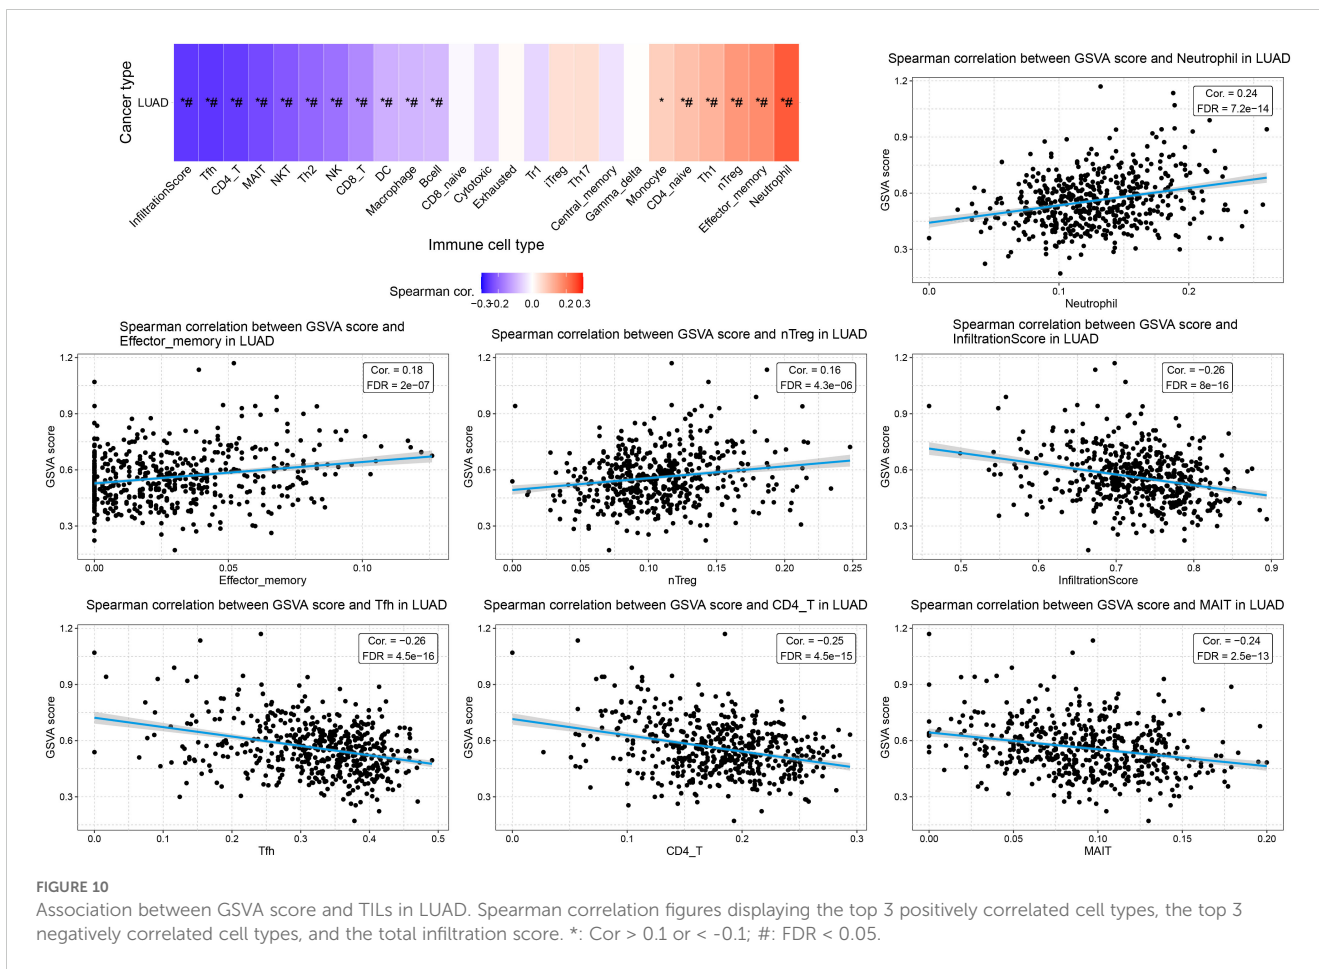 Cancer type
LUAD
*# *# *# *# *# *# *# *# *# *# *# * *# *# *# *# *#
InfiltrationScore
Tfh
CD4_T
MAIT
NKT
Th2
NK
CD8_T
DC
Macrophage
Bcell
CD8_naive
Cytotoxic
Exhausted
Tr1
iTreg
Th17
Central_memory
Gamma_delta
Monocyte
CD4_naive
Th1
nTreg
Effector_memory
Neutrophil
Immune cell type
Spearman cor.
−0.3 −0.2 0.0 0.2 0.3
Spearman correlation between GSVA score and Neutrophil in LUAD
Cor. = 0.24
FDR = 7.2e−14
GSVA score
1.2
0.9
0.6
0.3
0.0 0.1 0.2
Neutrophil
Spearman correlation between GSVA score and
Effector_memory in LUAD
Cor. = 0.18
FDR = 2e−07
GSVA score
1.2
0.9
0.6
0.3
0.00 0.05 0.10
Effector_memory
Spearman correlation between GSVA score and nTreg in LUAD
Cor. = 0.16
FDR = 4.3e−06
GSVA score
1.2
0.9
0.6
0.3
0.00 0.05 0.10 0.15 0.20 0.25
nTreg
Spearman correlation between GSVA score and
InfiltrationScore in LUAD
Cor. = −0.26
FDR = 8e−16
GSVA score
1.2
0.9
0.6
0.3
0.5 0.6 0.7 0.8 0.9
InfiltrationScore
Spearman correlation between GSVA score and Tfh in LUAD
Cor. = −0.26
FDR = 4.5e−16
GSVA score
1.2
0.9
0.6
0.3
0.0 0.1 0.2 0.3 0.4 0.5
Tfh
Spearman correlation between GSVA score and CD4_T in LUAD
Cor. = −0.25
FDR = 4.5e−15
GSVA score
1.2
0.9
0.6
0.3
0.0 0.1 0.2 0.3
CD4_T
Spearman correlation between GSVA score and MAIT in LUAD
Cor. = −0.24
FDR = 2.5e−13
GSVA score
1.2
0.9
0.6
0.3
0.00 0.05 0.10 0.15 0.20
MAIT
FIGURE 10
Association between GSVA score and TILs in LUAD. Spearman correlation figures displaying the top 3 positively correlated cell types, the top 3
negatively correlated cell types, and the total infiltration score. *: Cor > 0.1 or < -0.1; #: FDR < 0.05.